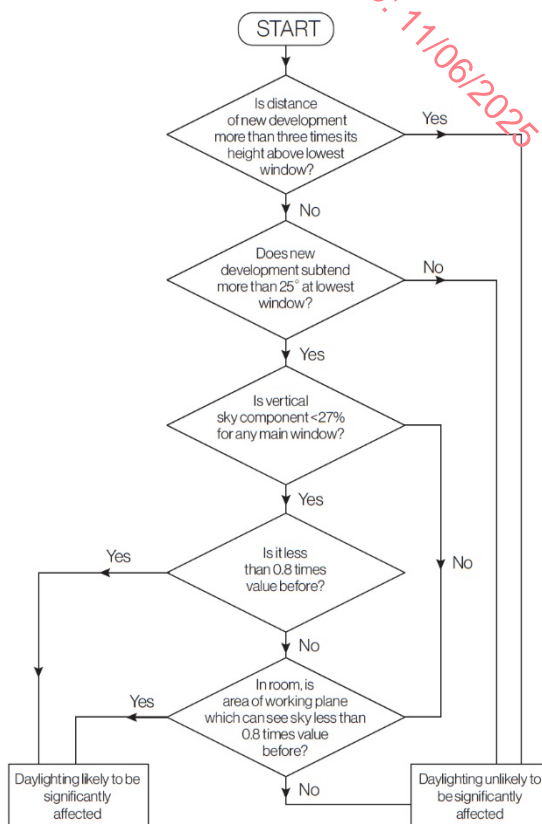 START
: 11/06/2025
Is distance
of new development
more than three times its
height above lowest
window?
Yes
No
Does new
development subtend
more than 25° at lowest
window?
No
Yes
Is vertical
sky component <27%
for any main window?
Yes
No
Is it less
than 0.8 times
value before?
Yes
No
In room, is
area of working plane
which can see sky less than
0.8 times value
before?
Yes
No
Daylighting likely to be
significantly
affected
Daylighting unlikely to
be significantly
affected